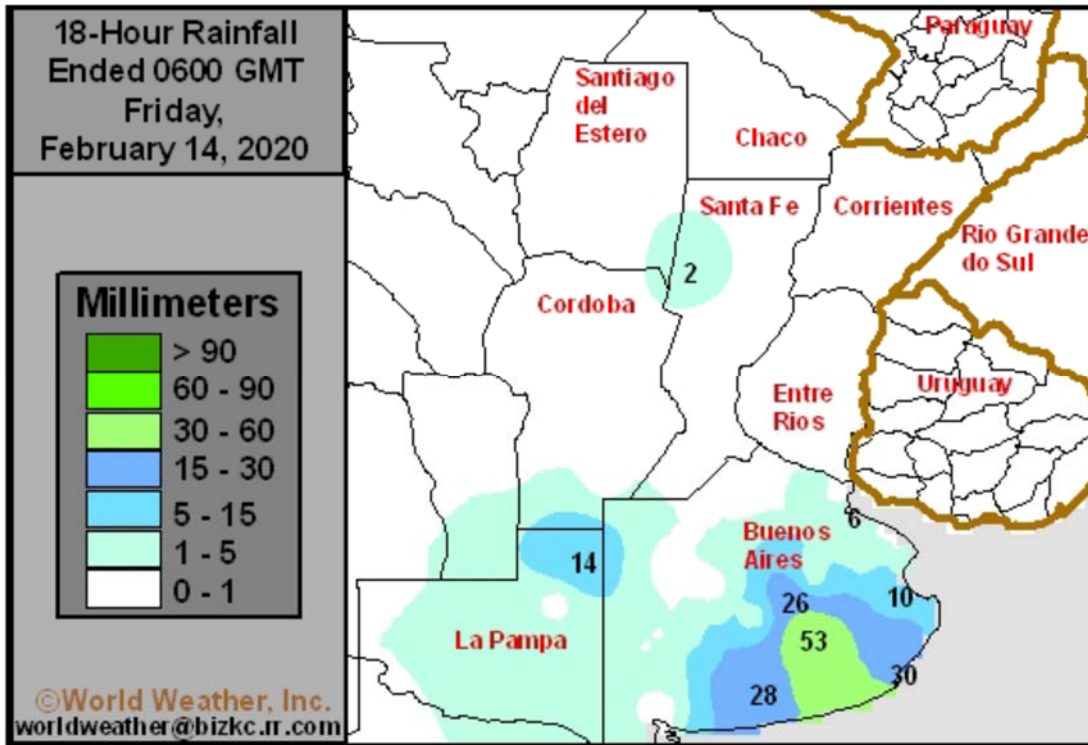 18-Hour Rainfall
Ended 0600 GMT
Friday,
February 14, 2020
Millimeters
> 90
60 - 90
30 - 60
15 - 30
5 - 15
1 - 5
0 - 1
©World Weather, Inc.
worldweather@bizkc.rr.com
Paraguay
Santiago
del
Estero
Chaco
Santa Fe
Corrientes
Rio Grande
do Sul
2
Cordoba
Uruguay
Entre
Rios
6
Buenos
Aires
14
26
10
La Pampa
53
30
28